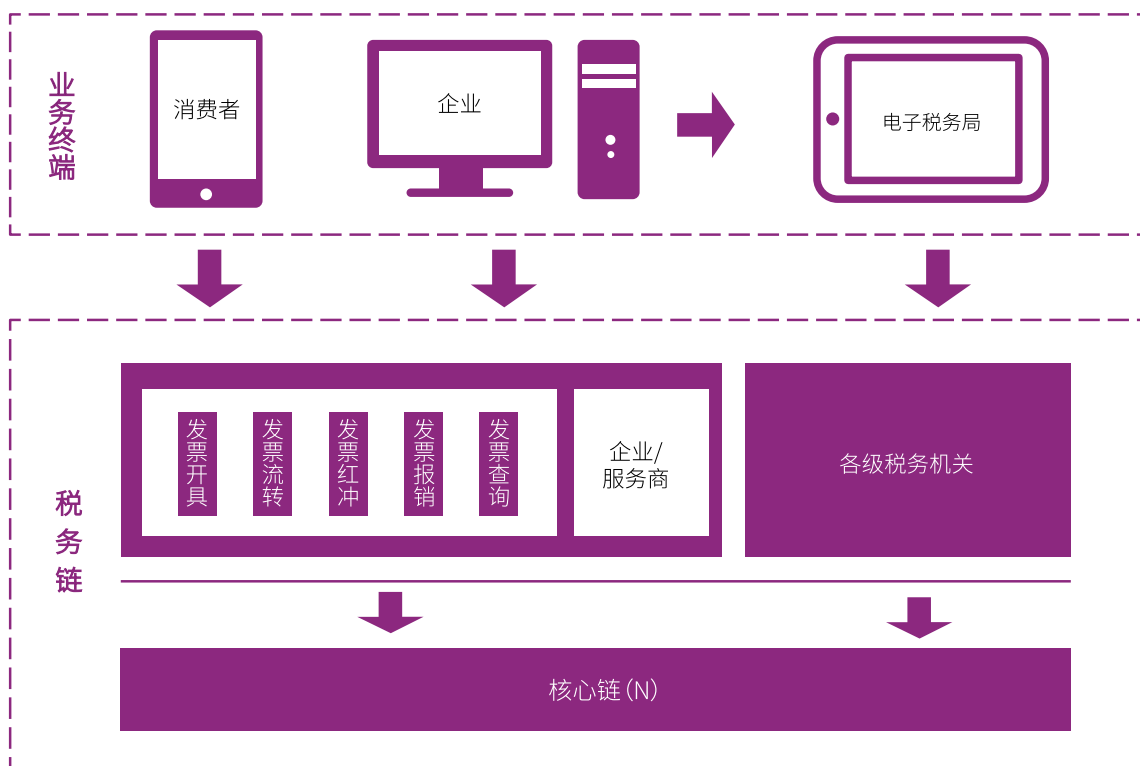 业务终端
消费者
企业
电子税务局
税务链
发票开具
发票流转
发票红冲
发票报销
发票查询
企业/
服务商
各级税务机关
核心链(N)